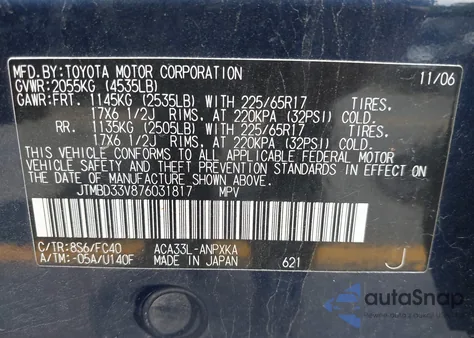 MFD.BY:TOYOTA MOTOR CORPORATION 11/06
GVWR: 2055KG (4535LB)
GAWR:FRT. 1145KG (2535LB) WITH 225/65R17 TIRES.
17X6 1/2J RIMS, AT 220KPA (32PSI) COLD.
RR. 1135KG (2505LB) WITH 225/65R17 TIRES.
17X6 1/2J RIMS, AT 220KPA (32PSI) COLD.
THIS VEHICLE CONFORMS TO ALL APPLICABLE FEDERAL MOTOR
VEHICLE SAFETY AND THEFT PREVENTION STANDARDS IN EFFECT ON
THE DATE OF MANUFACTURE SHOWN ABOVE.
JTMBD33V876031817 MPV
C/TR:8S6/FC40 ACA33L-ANPXKA
A/TM:-05A/U140F MADE IN JAPAN 621 J
autoSnap